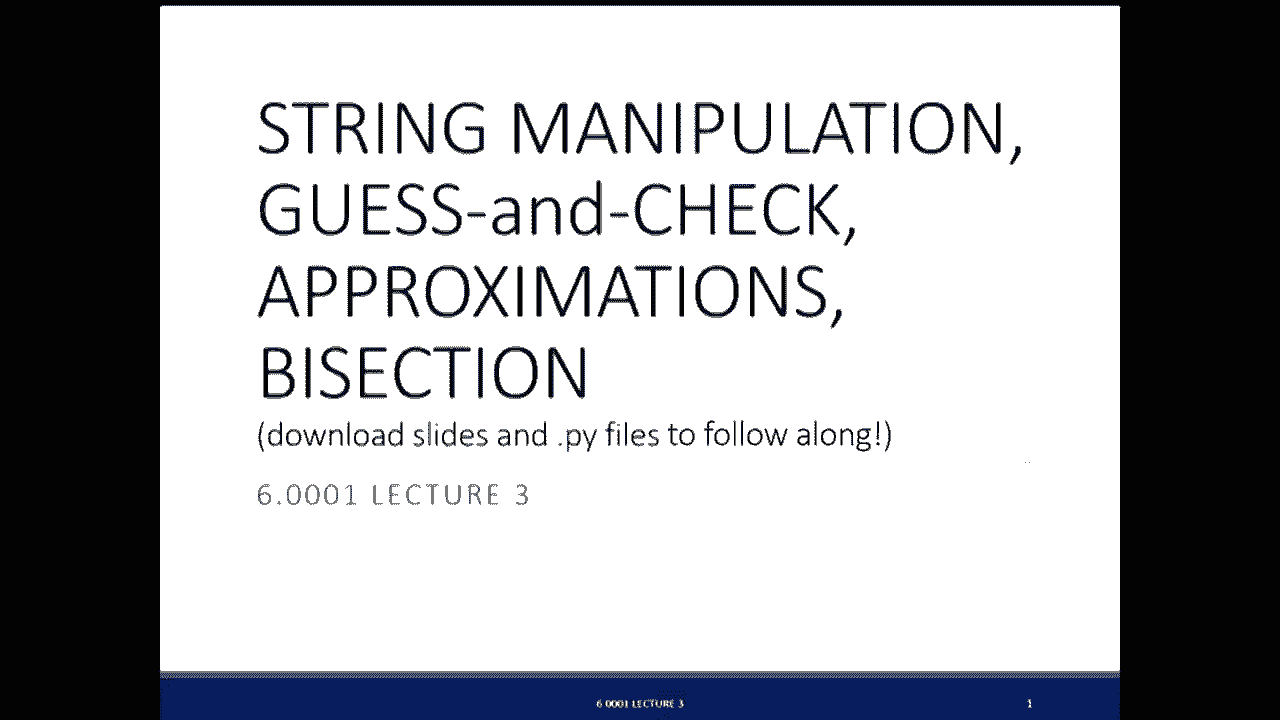 STRING MANIPULATION,
GUESS-and-CHECK,
APPROXIMATIONS,
BISECTION
(download slides and .py files to follow along!)
6.0001 LECTURE 3
6.0001 LECTURE 3
1